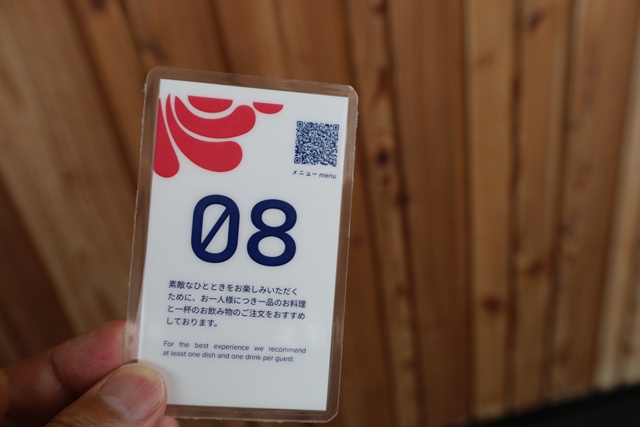 メニュー menu
08
素敵なひとときをお楽しみいただく
ために、お一人様につき一品のお料理
と一杯のお飲み物のご注文をおすすめ
しております。
For the best experience we recommend
at least one dish and one drink per guest.